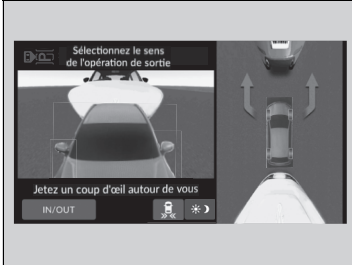 Sélectionnez le sens
de l'opération de sortie
Jetez un coup d'œil autour de vous
IN/OUT